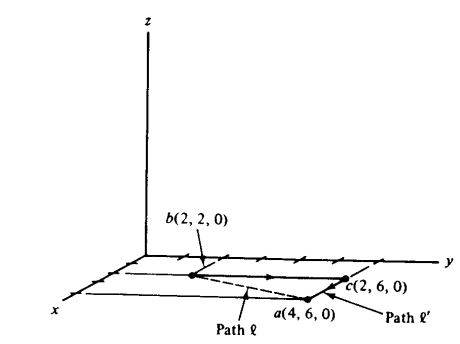 z
b(2, 2, 0)
y
c(2, 6, 0)
x
a(4, 6, 0)
Path ℓ
Path ℓ'